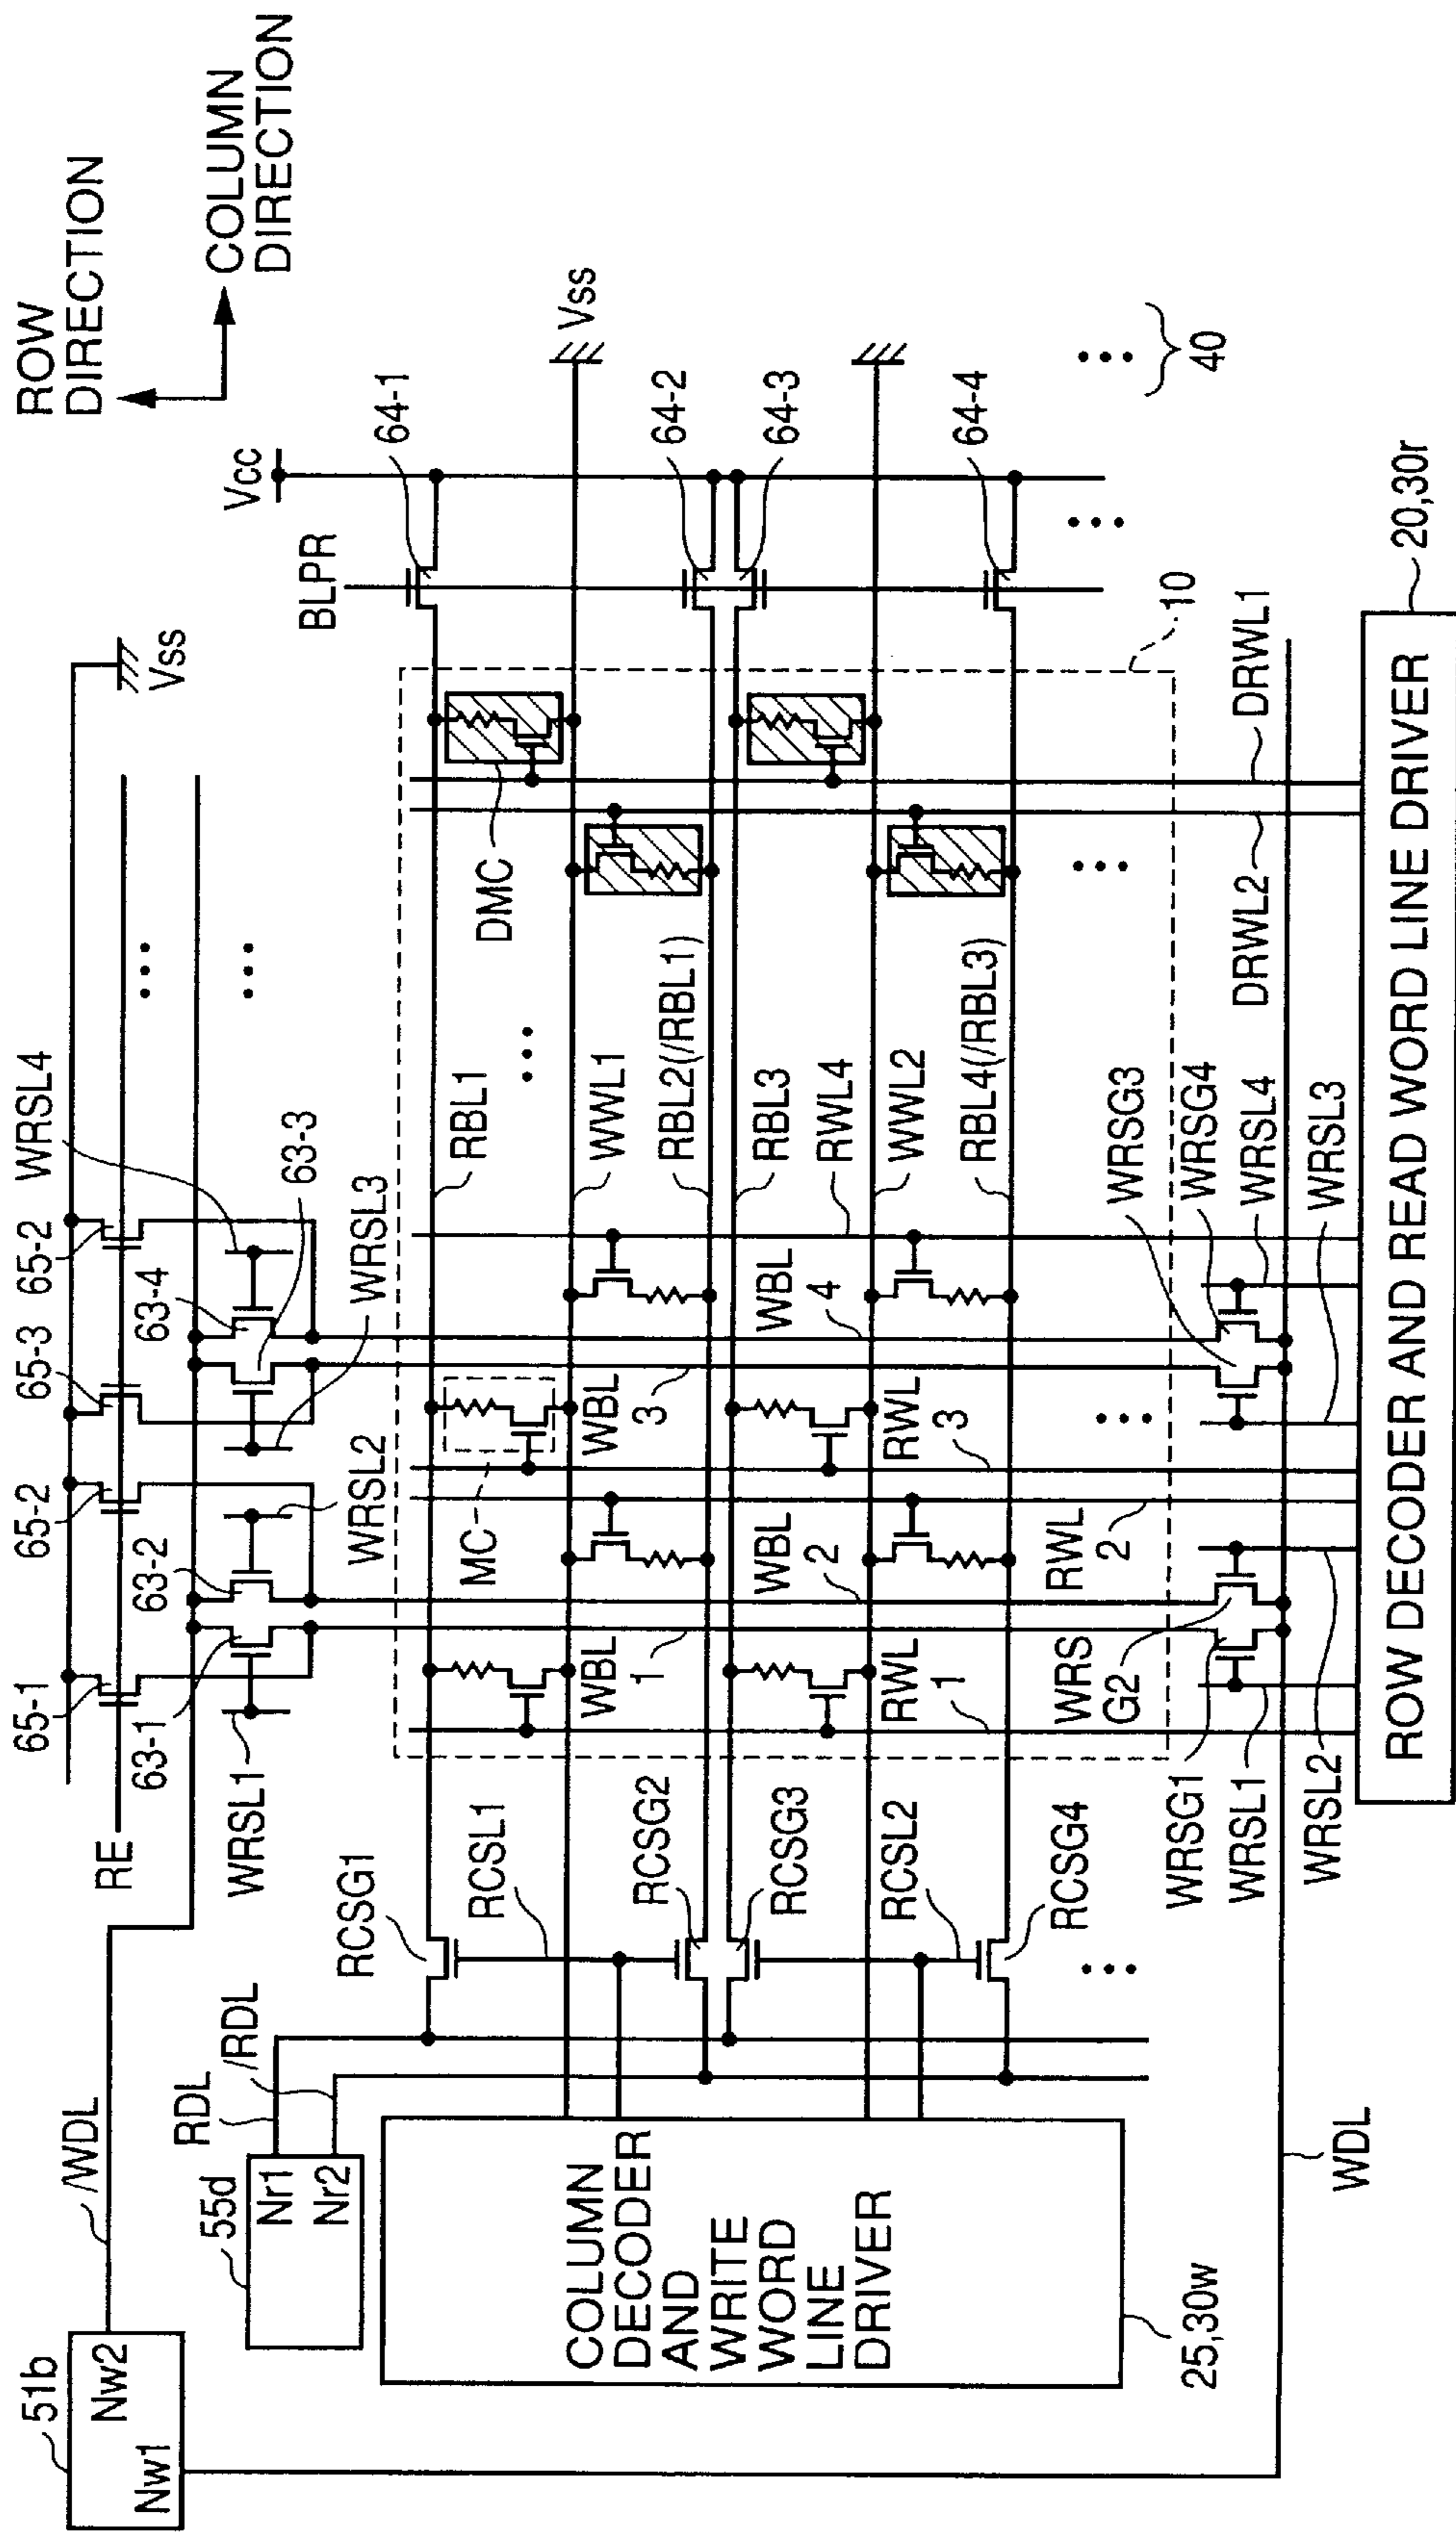 51b
Nw2
Nw1
/WDL
RDL
/RDL
55d
Nr1
Nr2
COLUMN
DECODER
AND
WRITE
WORD
LINE
DRIVER
25,30w
WDL
RE
65-1
65-2
65-3
65-2
WRSL4
63-1
63-2
63-4
63-3
WRSL1
WRSL2
WRSL3
Vss
ROW
DIRECTION
COLUMN
DIRECTION
Vcc
BLPR
64-1
Vss
64-2
64-3
64-4
40
RCSG1
RCSL1
RCSG2
RCSG3
RCSL2
RCSG4
MC
DMC
RBL1
WWL1
RBL2(/RBL1)
RBL3
RWL4
WWL2
RBL4(/RBL3)
WBL
1
WBL
2
WBL
3
WBL
4
RWL
1
RWL
2
RWL
3
10
WRS
G2
WRSG1
WRSL1
WRSL2
WRSG3
WRSG4
WRSL4
WRSL3
DRWL2
DRWL1
20,30r
ROW DECODER AND READ WORD LINE DRIVER